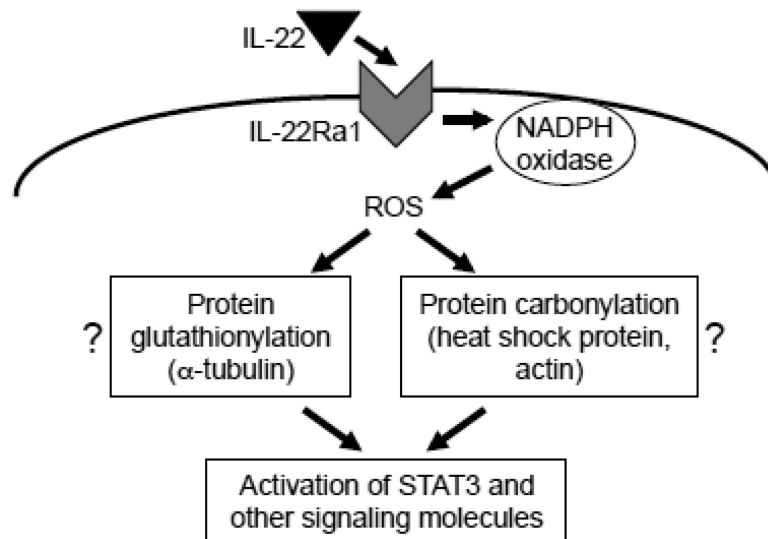 IL-22
IL-22Ra1
NADPH
oxidase
ROS
Protein
glutathionylation
(α-tubulin)
?
Protein carbonylation
(heat shock protein,
actin)
?
Activation of STAT3 and
other signaling molecules